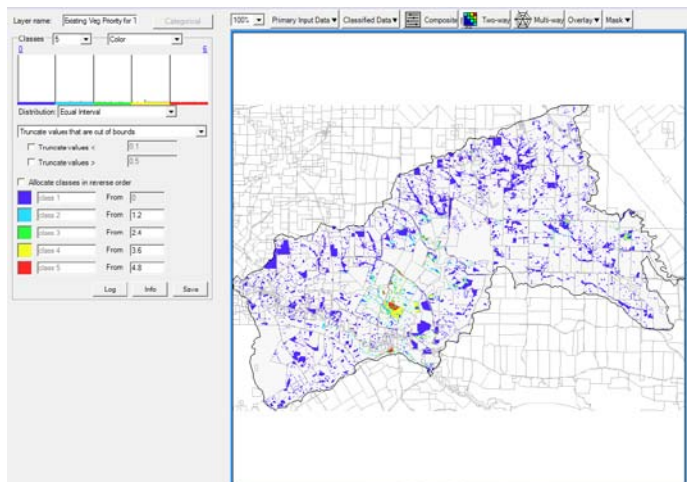 Layer name: Existing Veg Priority for T Categorical
100% Primary Input Data Classified Data Composite Two-way Multi-way Overlay Mask
Classes 5 Color
0 6
Distribution: Equal Interval
Truncate values that are out of bounds
Truncate values < 0.1
Truncate values > 0.5
Allocate classes in reverse order
class 1 From 0
class 2 From 1.2
class 3 From 2.4
class 4 From 3.6
class 5 From 4.8
Log Info Save